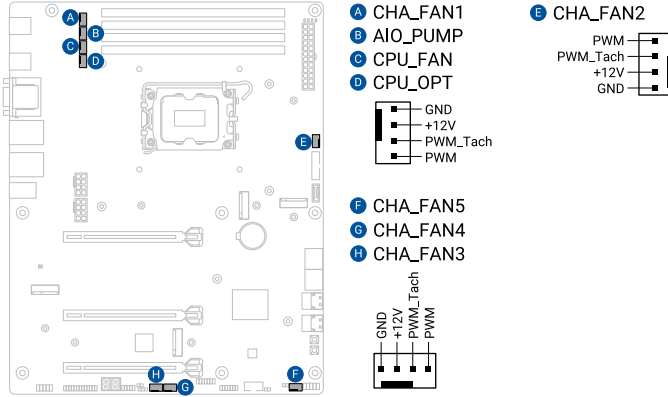 A CHA_FAN1
B AIO_PUMP
C CPU_FAN
D CPU_OPT
GND
+12V
PWM_Tach
PWM
E CHA_FAN2
PWM
PWM_Tach
+12V
GND
F CHA_FAN5
G CHA_FAN4
H CHA_FAN3
GND
+12V
PWM_Tach
PWM
A
B
C
D
E
F
H
G